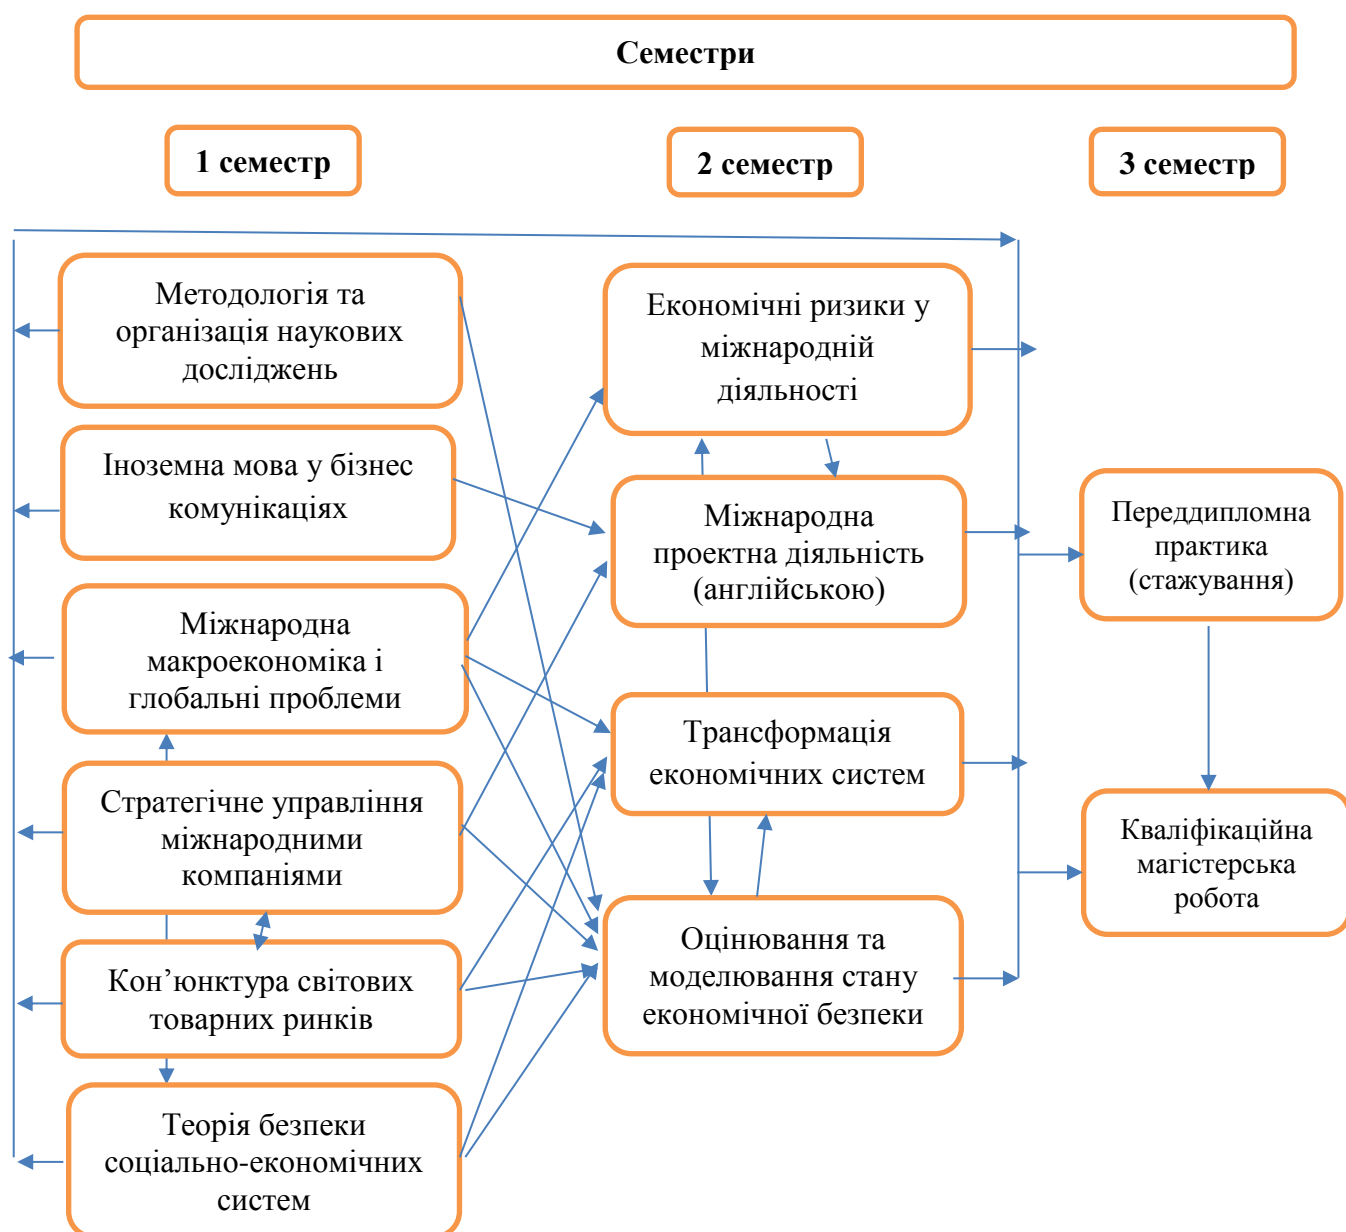 Семестри
1 семестр
2 семестр
3 семестр
Методологія та
організація наукових
досліджень
Іноземна мова у бізнес
комунікаціях
Міжнародна
макроекономіка і
глобальні проблеми
Стратегічне управління
міжнародними
компаніями
Кон’юнктура світових
товарних ринків
Теорія безпеки
соціально-економічних
систем
Економічні ризики у
міжнародній
діяльності
Міжнародна
проектна діяльність
(англійською)
Трансформація
економічних систем
Оцінювання та
моделювання стану
економічної безпеки
Переддипломна
практика
(стажування)
Кваліфікаційна
магістерська
робота